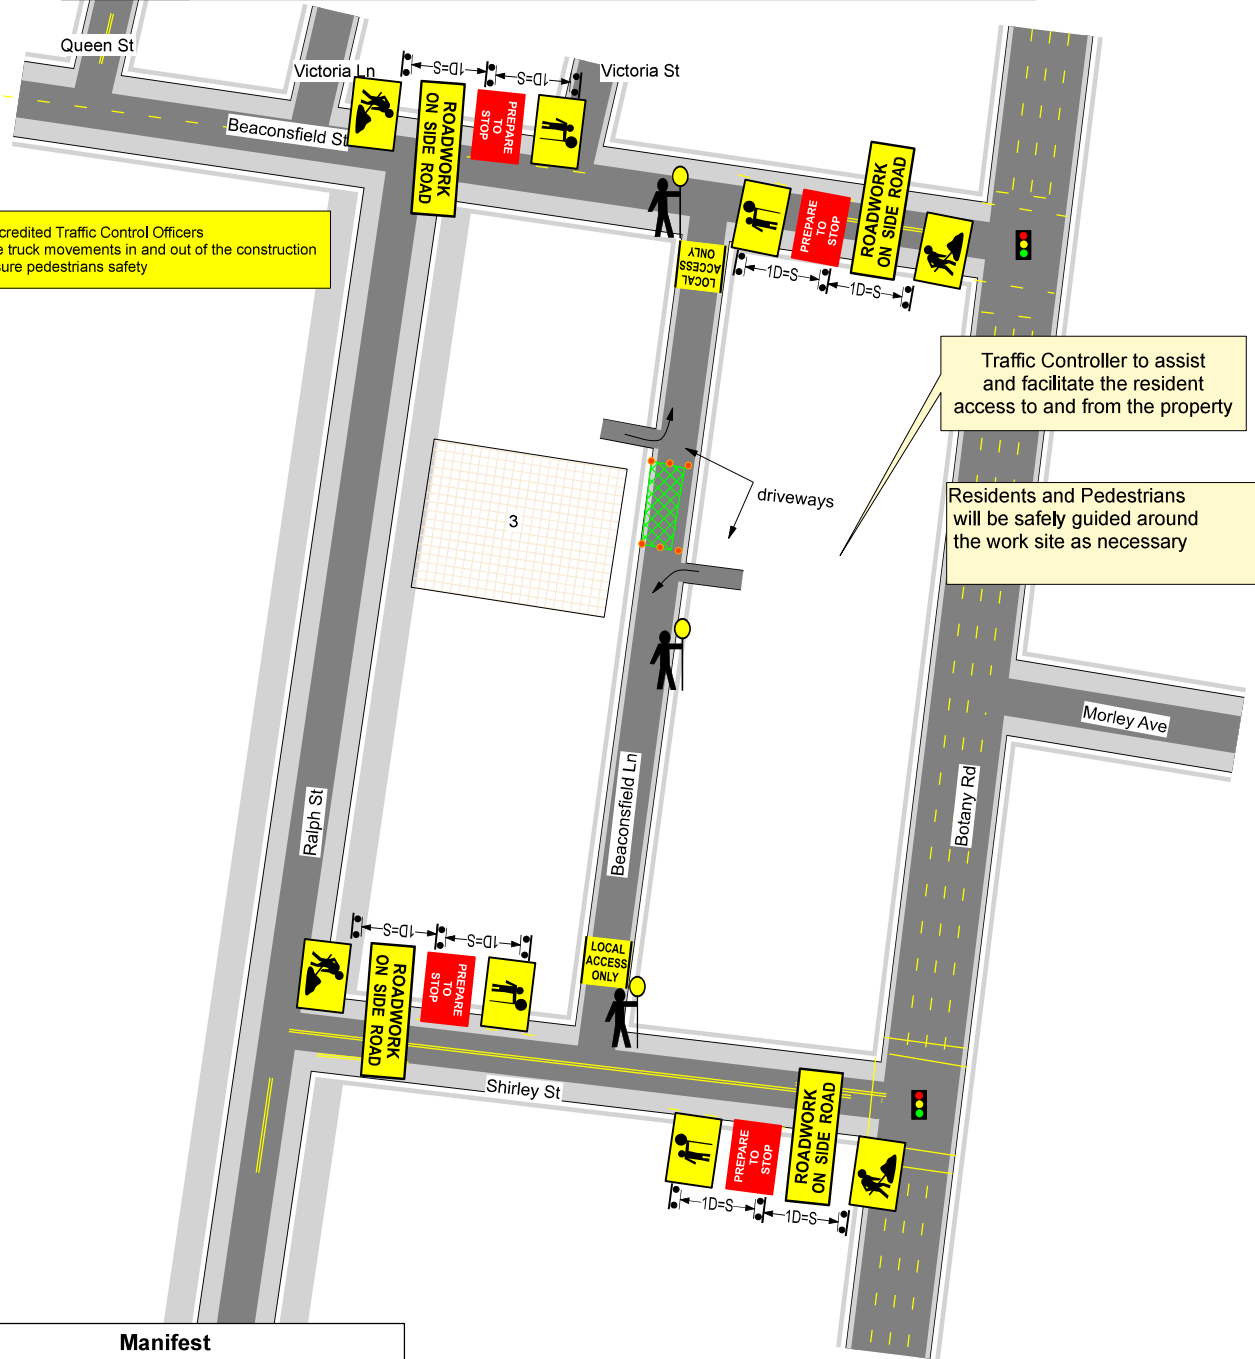 Queen St
Victoria Ln
Victoria St
Beaconsfield St
1D=S
1D=S
ROADWORK
ON SIDE ROAD
PREPARE
TO
STOP
PREPARE
TO
STOP
ROADWORK
ON SIDE ROAD
1D=S
1D=S
LOCAL
ACCESS
ONLY
credited Traffic Control Officers
e truck movements in and out of the construction
sure pedestrians safety
Traffic Controller to assist
and facilitate the resident
access to and from the property
Residents and Pedestrians
will be safely guided around
the work site as necessary
driveways
3
Morley Ave
Botany Rd
Beaconsfield Ln
Ralph St
1D=S
1D=S
ROADWORK
ON SIDE ROAD
PREPARE
TO
STOP
LOCAL
ACCESS
ONLY
Shirley St
PREPARE
TO
STOP
ROADWORK
ON SIDE ROAD
1D=S
1D=S
Manifest